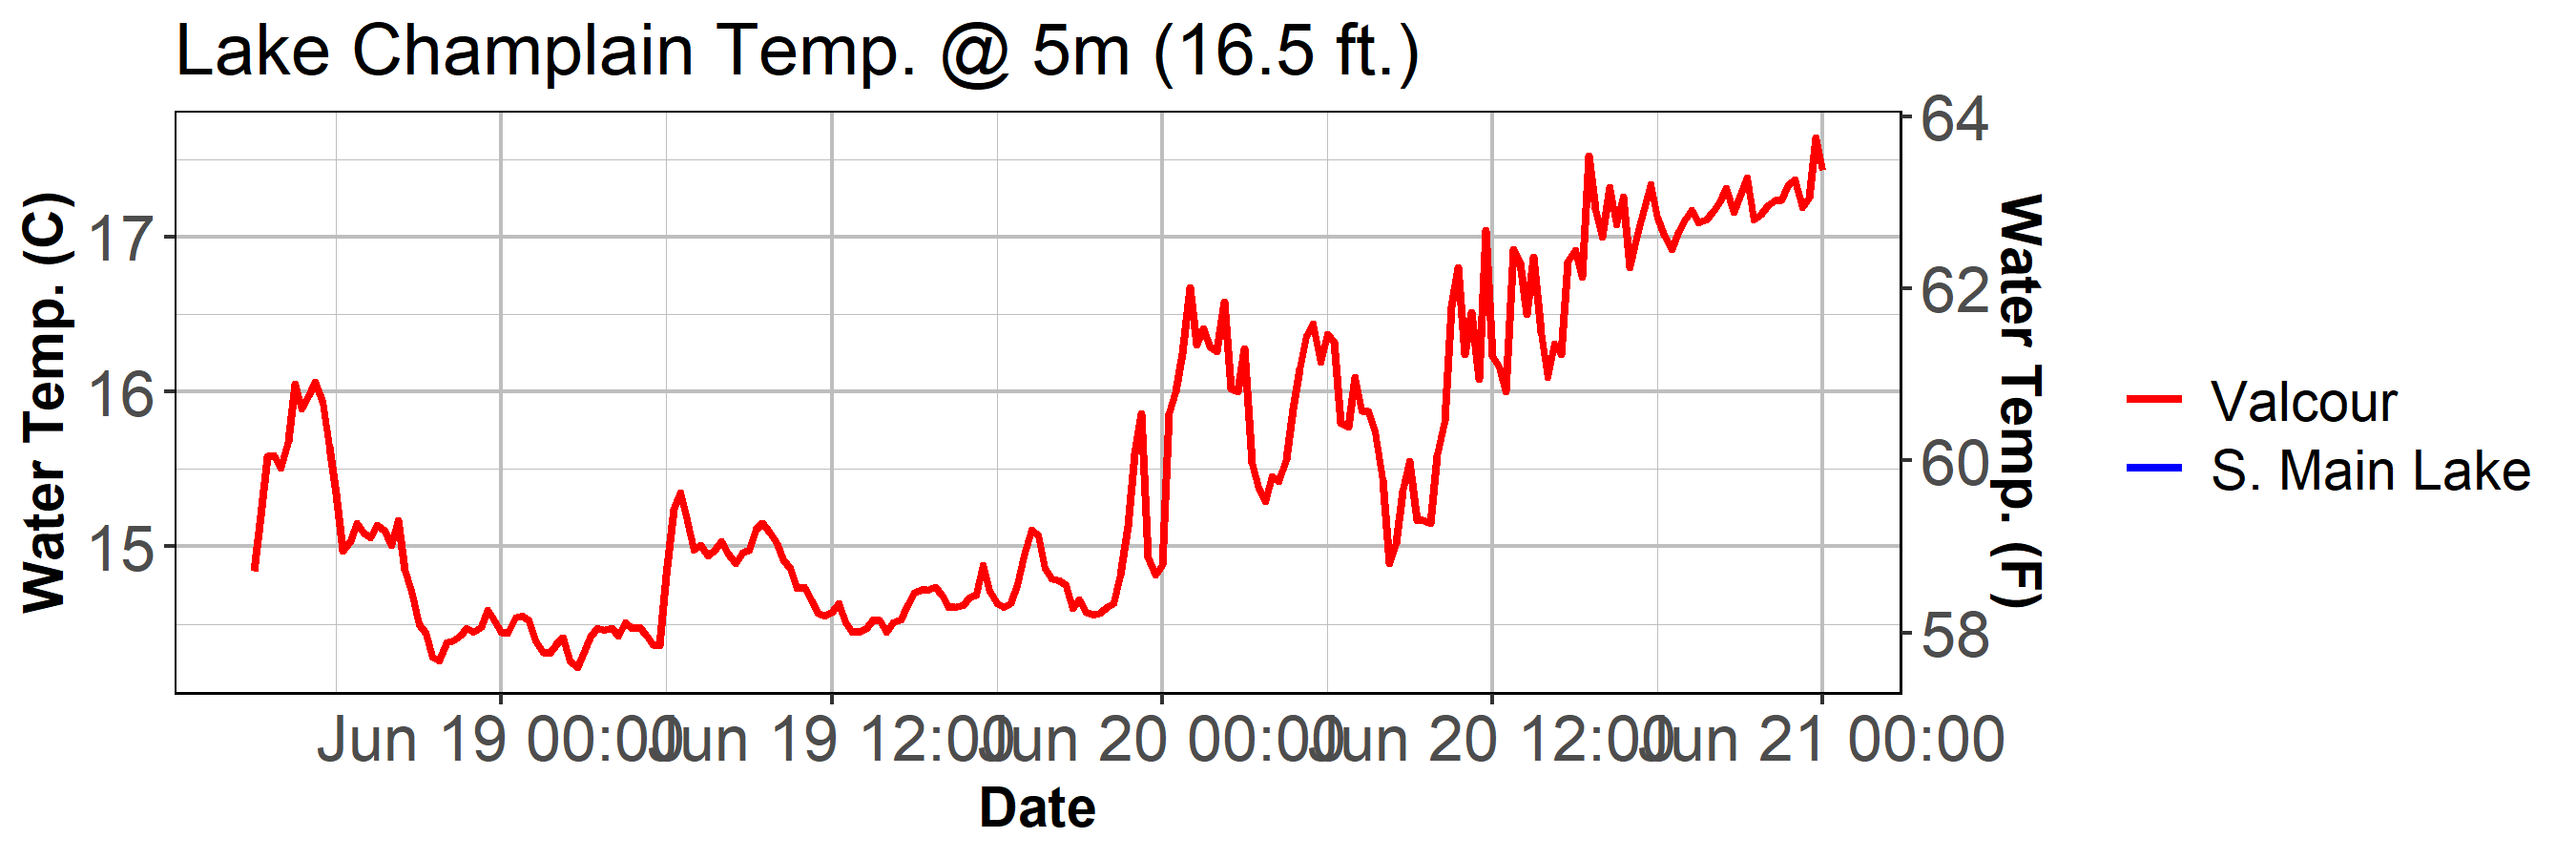 Lake Champlain Temp. @ 5m (16.5 ft.)
Water Temp. (C)
17
16
15
64
62
60
58
Water Temp. (F)
Jun 19 00:00 Jun 19 12:00 Jun 20 00:00 Jun 20 12:00 Jun 21 00:00
Date
Valcour
S. Main Lake